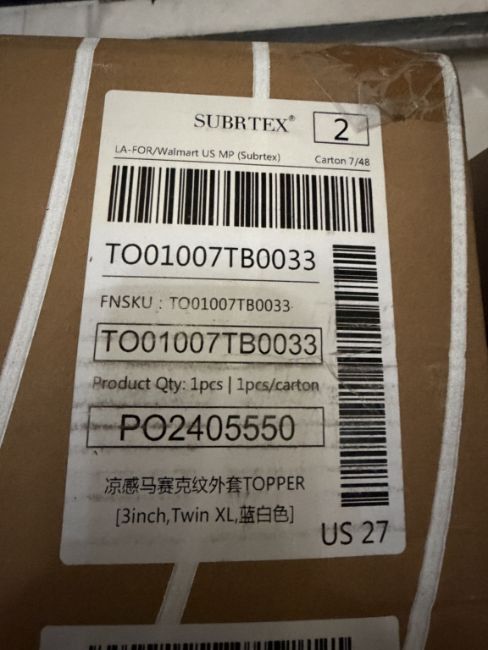 SUBRTEX®
2
LA-FOR/Walmart US MP (Subrtex)
Carton 7/48
TO01007TB0033
FNSKU : TO01007TB0033
TO01007TB0033
Product Qty: 1pcs | 1pcs/carton
PO2405550
凉感马赛克纹外套TOPPER
[3inch,Twin XL,蓝白色]
US 27